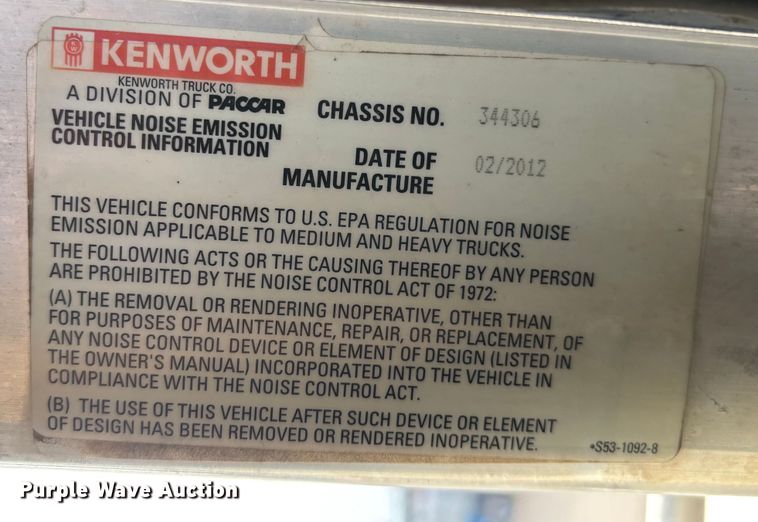 KENWORTH
KENWORTH TRUCK CO.
A DIVISION OF PACCAR
VEHICLE NOISE EMISSION
CONTROL INFORMATION
CHASSIS NO. 344306
DATE OF
MANUFACTURE 02/2012
THIS VEHICLE CONFORMS TO U.S. EPA REGULATION FOR NOISE
EMISSION APPLICABLE TO MEDIUM AND HEAVY TRUCKS.
THE FOLLOWING ACTS OR THE CAUSING THEREOF BY ANY PERSON
ARE PROHIBITED BY THE NOISE CONTROL ACT OF 1972:
(A) THE REMOVAL OR RENDERING INOPERATIVE, OTHER THAN
FOR PURPOSES OF MAINTENANCE, REPAIR, OR REPLACEMENT, OF
ANY NOISE CONTROL DEVICE OR ELEMENT OF DESIGN (LISTED IN
THE OWNER'S MANUAL) INCORPORATED INTO THE VEHICLE IN
COMPLIANCE WITH THE NOISE CONTROL ACT.
(B) THE USE OF THIS VEHICLE AFTER SUCH DEVICE OR ELEMENT
OF DESIGN HAS BEEN REMOVED OR RENDERED INOPERATIVE.
•S53-1092-8
Purple Wave Auction